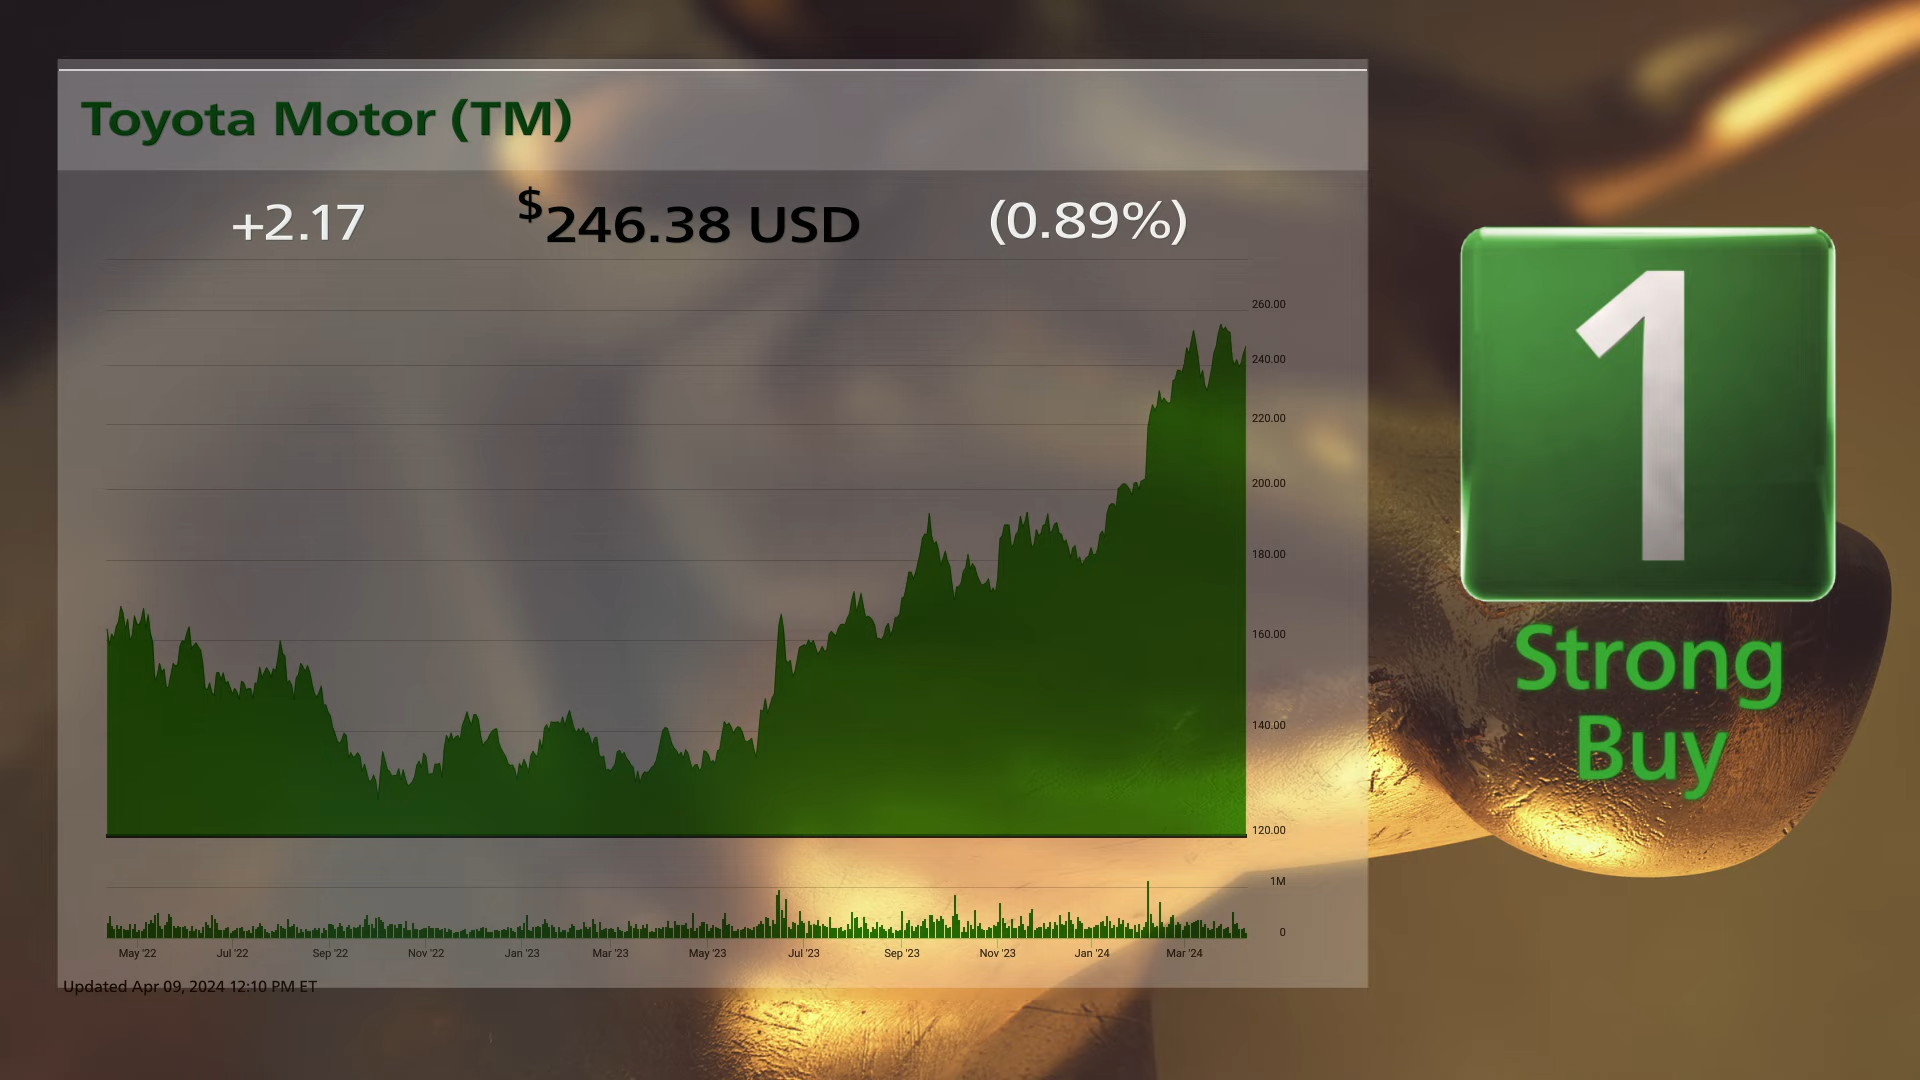 Toyota Motor (TM)
+2.17
$246.38 USD
(0.89%)
260.00
240.00
220.00
200.00
180.00
160.00
140.00
120.00
1M
0
May '22 Jul '22 Sep '22 Nov '22 Jan '23 Mar '23 May '23 Jul '23 Sep '23 Nov '23 Jan '24 Mar '24
Updated Apr 09, 2024 12:10 PM ET
1
Strong
Buy